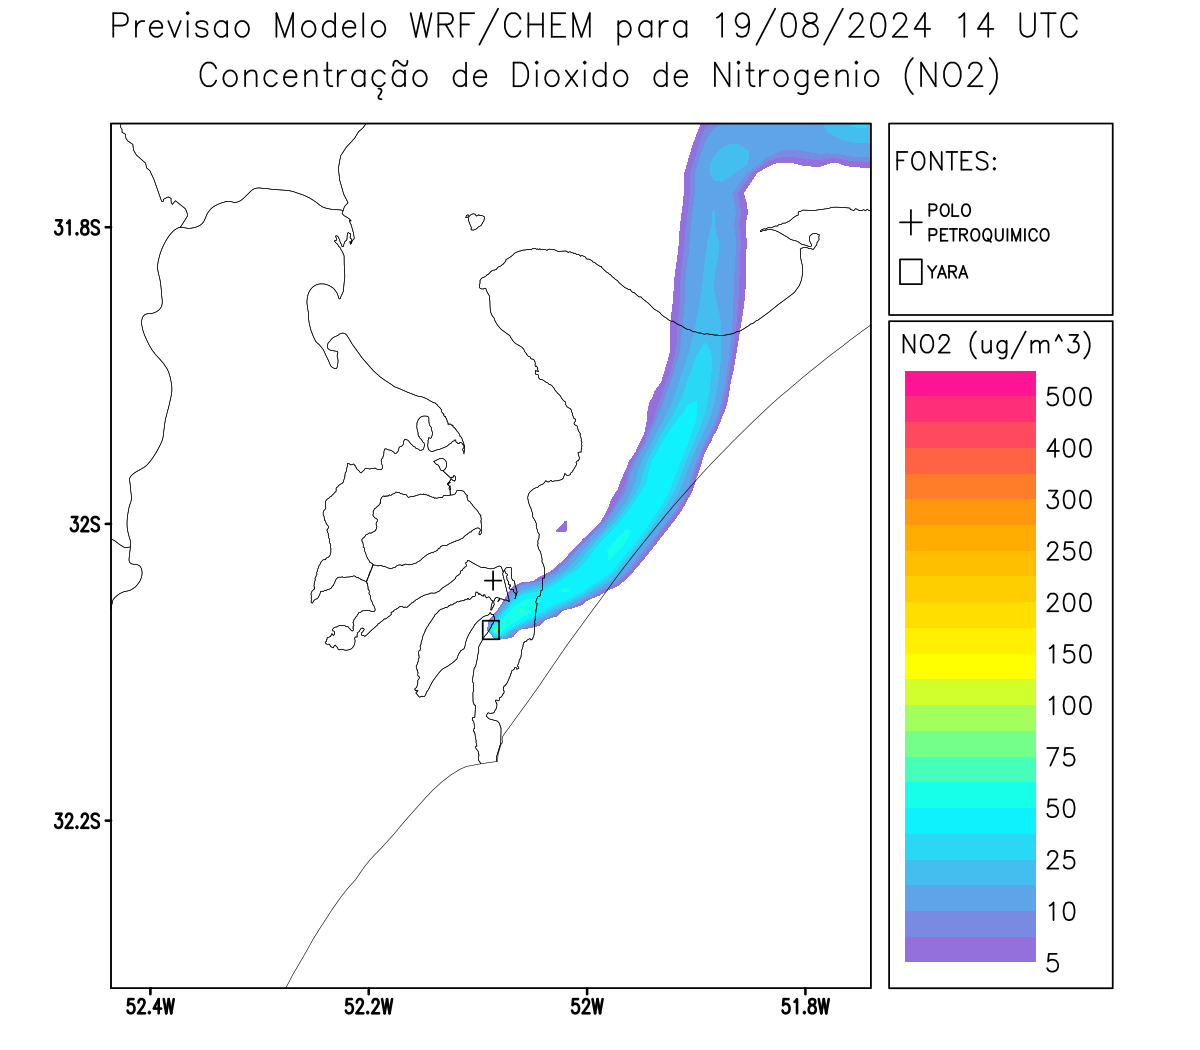 Previsao Modelo WRF/CHEM para 19/08/2024 14 UTC
Concentração de Dioxido de Nitrogenio (NO2)
FONTES:
POLO
PETROQUIMICO
YARA
NO2 (ug/m^3)
500
400
300
250
200
150
100
75
50
25
10
5
31.8S
32S
32.2S
52.4W
52.2W
52W
51.8W